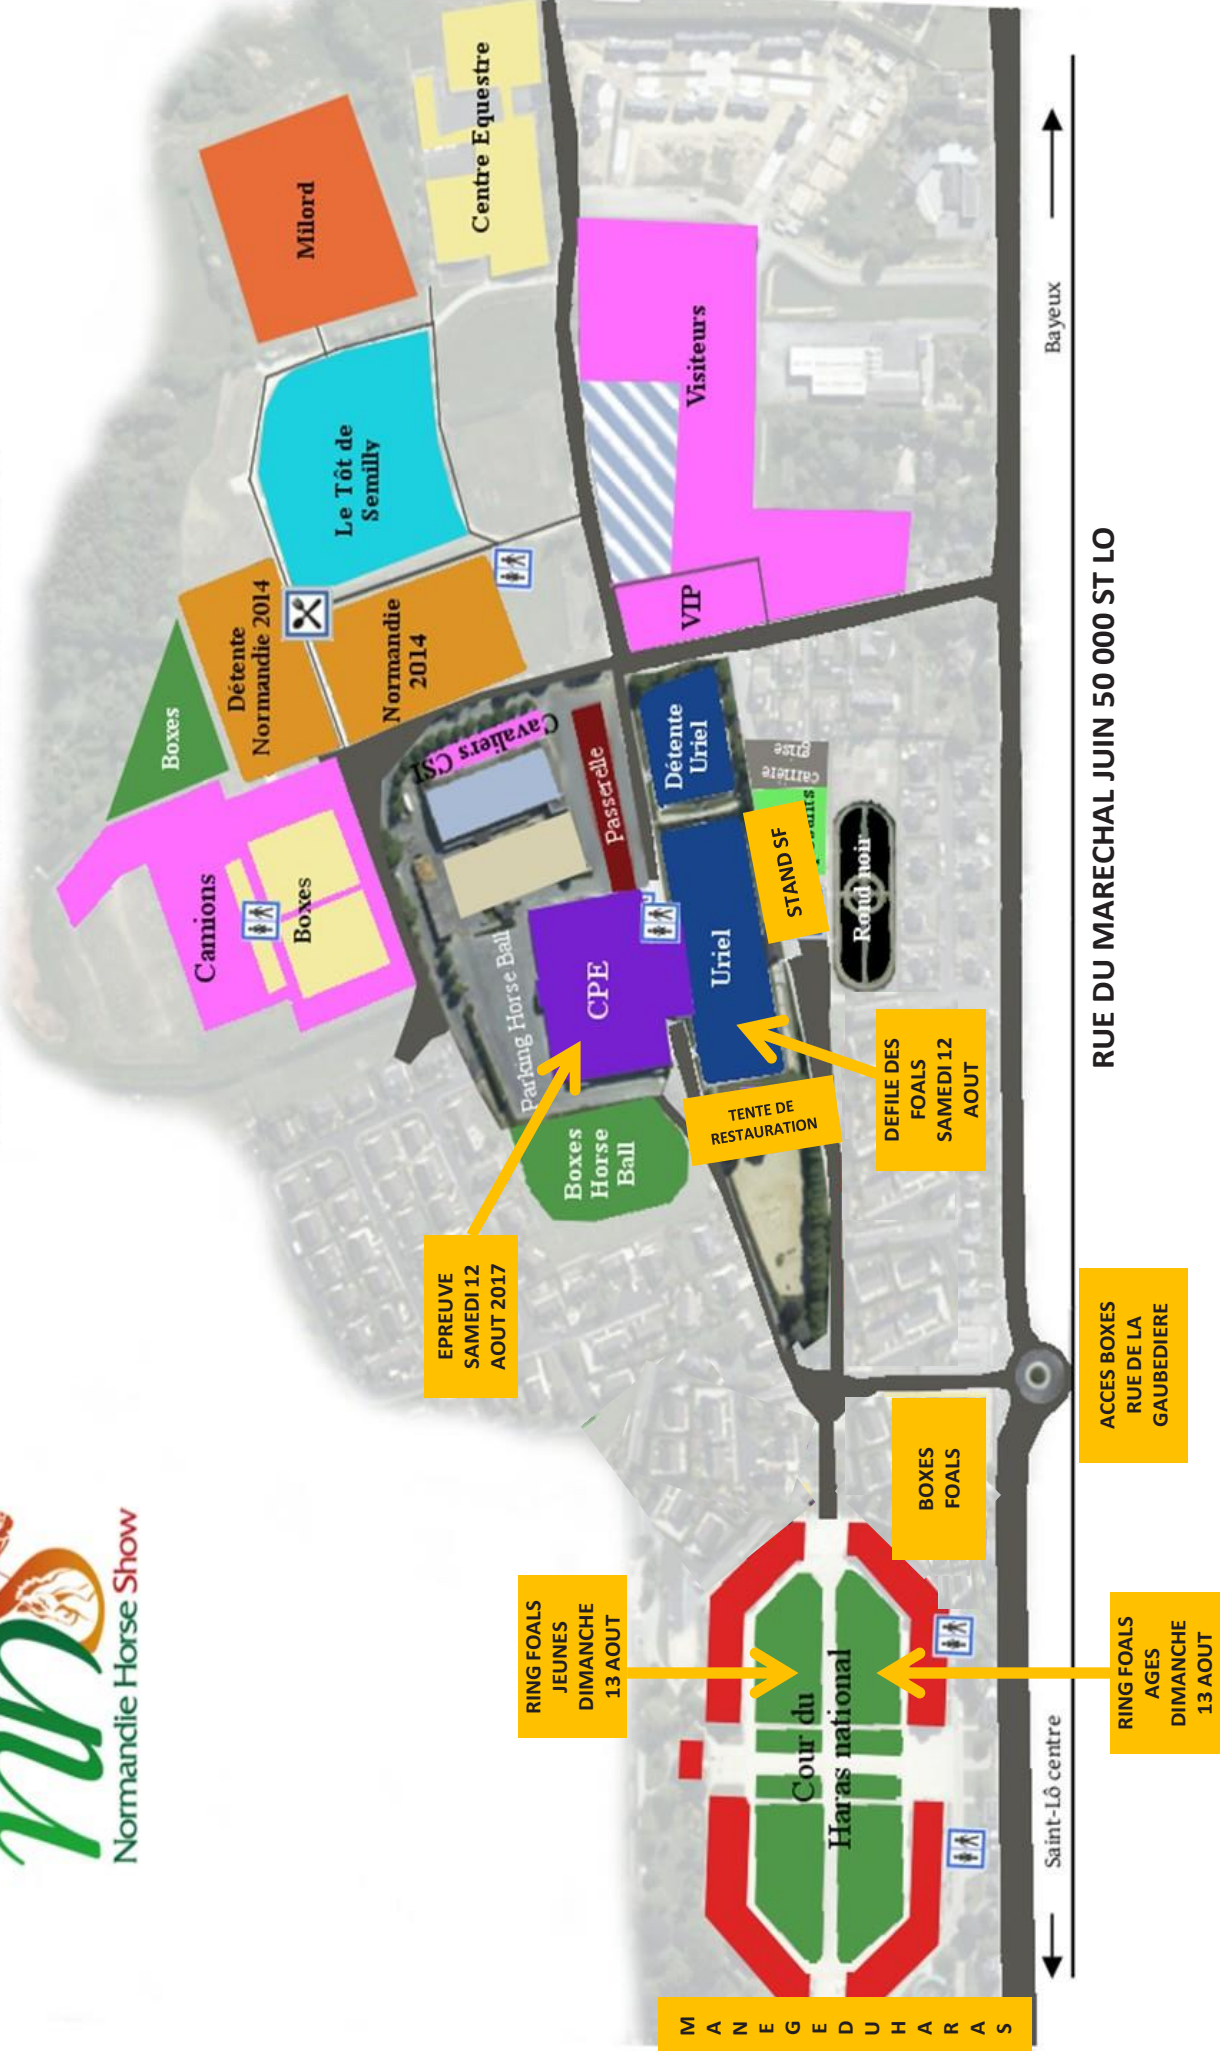 Normandie Horse Show
Milord
Centre Equestre
Le Tôt de
Semilly
Visiteurs
Bayeux
Détente
Normandie 2014
Normandie
2014
VIP
Boxes
Cavaliers CSI
Passerelle
Détente
Uriel
carrière
grise
Camions
Boxes
Parking Horse Ball
CPE
Uriel
STAND SF
Rond noir
Boxes
Horse
Ball
TENTE DE
RESTAURATION
DEFILE DES
FOALS
SAMEDI 12
AOUT
RUE DU MARECHAL JUIN 50 000 ST LO
EPREUVE
SAMEDI 12
AOUT 2017
ACCES BOXES
RUE DE LA
GAUBEDIERE
BOXES
FOALS
RING FOALS
JEUNES
DIMANCHE
13 AOUT
Cour du
Haras national
RING FOALS
AGES
DIMANCHE
13 AOUT
Saint-Lô centre
M
A
N
E
G
E
D
U
H
A
R
A
S